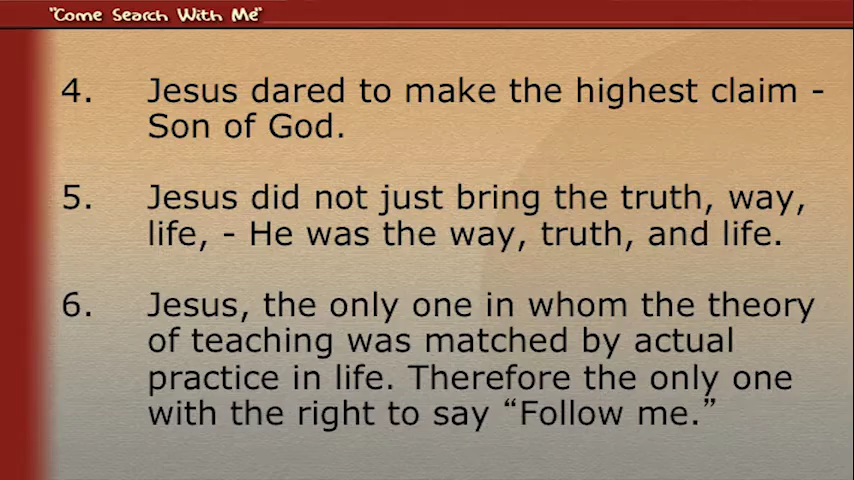 "Come Search With Me"
4. Jesus dared to make the highest claim -
Son of God.
5. Jesus did not just bring the truth, way,
life, - He was the way, truth, and life.
6. Jesus, the only one in whom the theory
of teaching was matched by actual
practice in life. Therefore the only one
with the right to say “Follow me.”